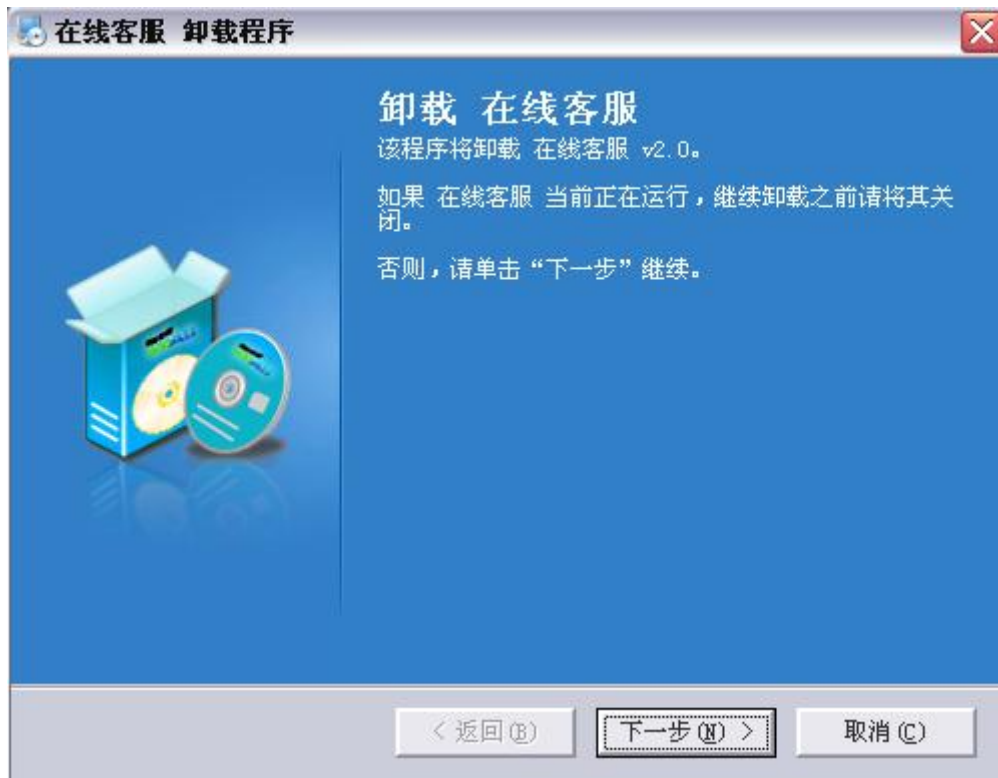 在线客服 卸载程序
卸载 在线客服
该程序将卸载 在线客服 v2.0。
如果 在线客服 当前正在运行，继续卸载之前请将其关
闭。
否则，请单击“下一步”继续。
< 返回(B)
下一步(N) >
取消(C)